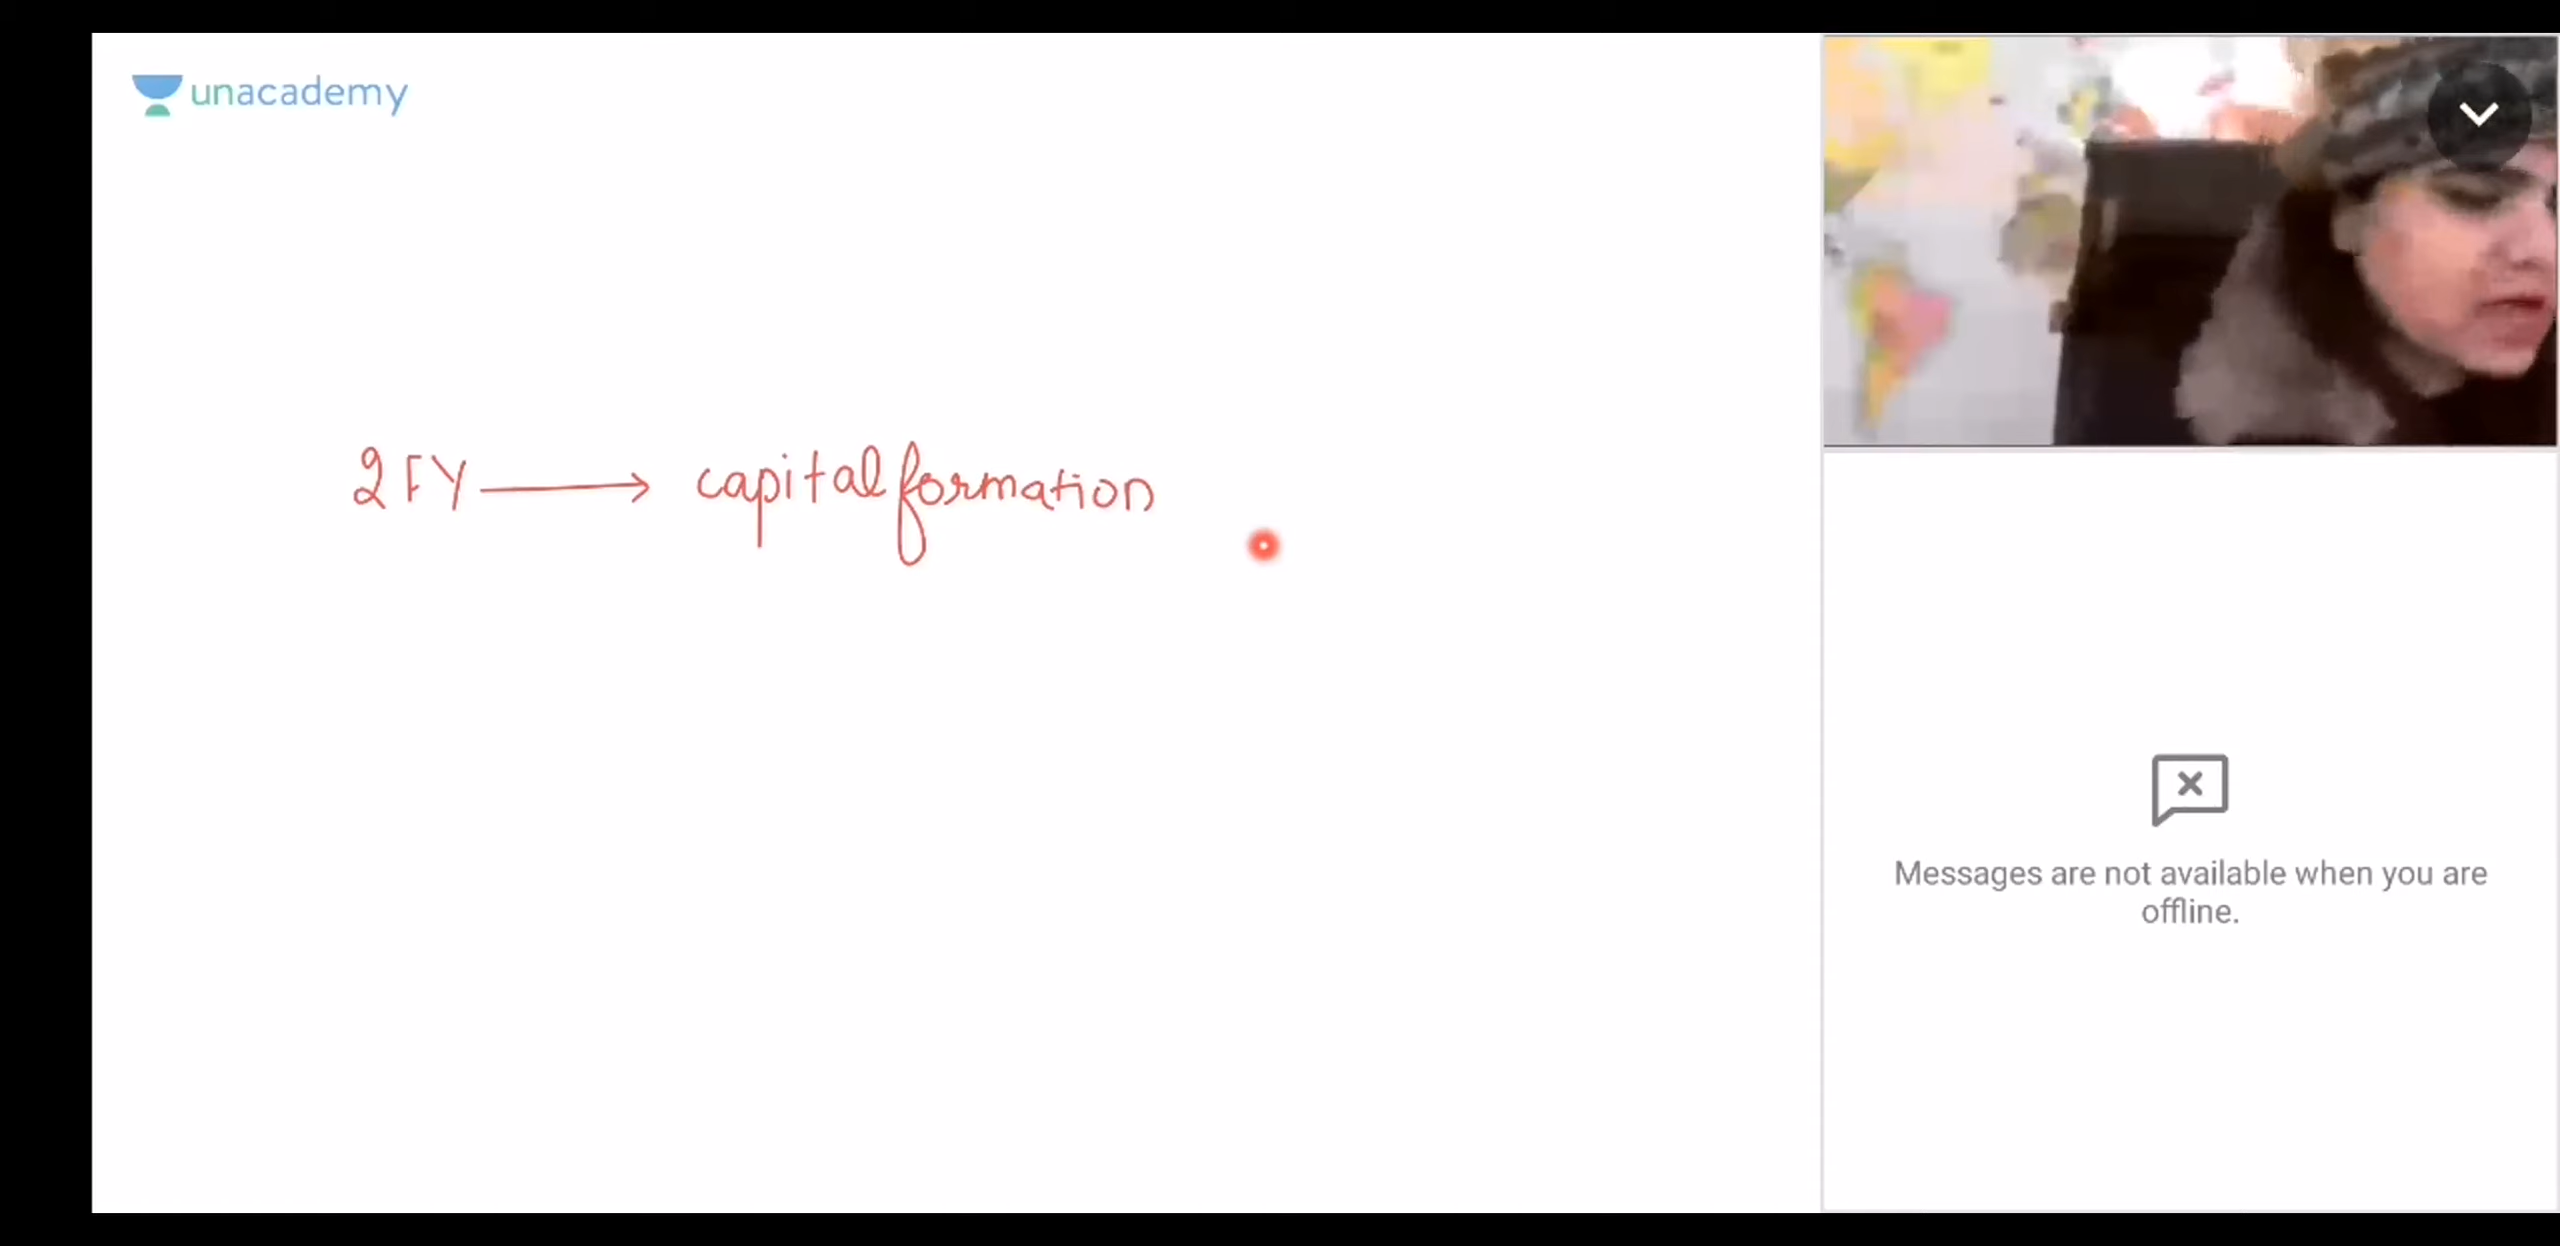 unacademy
2FY → capital formation
Messages are not available when you are
offline.